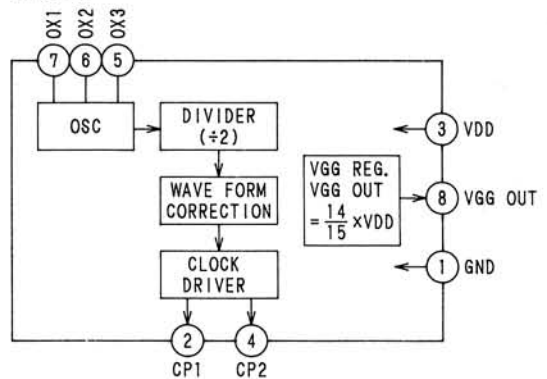 OX1 OX2 OX3
7 6 5
OSC
DIVIDER
(÷2)
WAVE FORM
CORRECTION
CLOCK
DRIVER
2 4
CP1 CP2
VGG REG.
VGG OUT
= 14/15 ×VDD
3 VDD
8 VGG OUT
1 GND